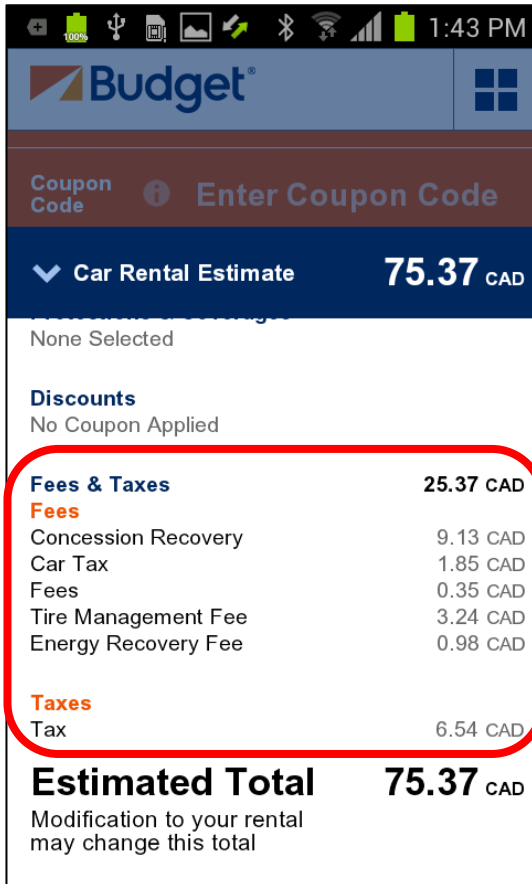 100%
1:43 PM
Budget®
Coupon Code Enter Coupon Code
Car Rental Estimate 75.37 CAD
None Selected
Discounts
No Coupon Applied
Fees & Taxes 25.37 CAD
Fees
Concession Recovery 9.13 CAD
Car Tax 1.85 CAD
Fees 0.35 CAD
Tire Management Fee 3.24 CAD
Energy Recovery Fee 0.98 CAD
Taxes
Tax 6.54 CAD
Estimated Total 75.37 CAD
Modification to your rental
may change this total